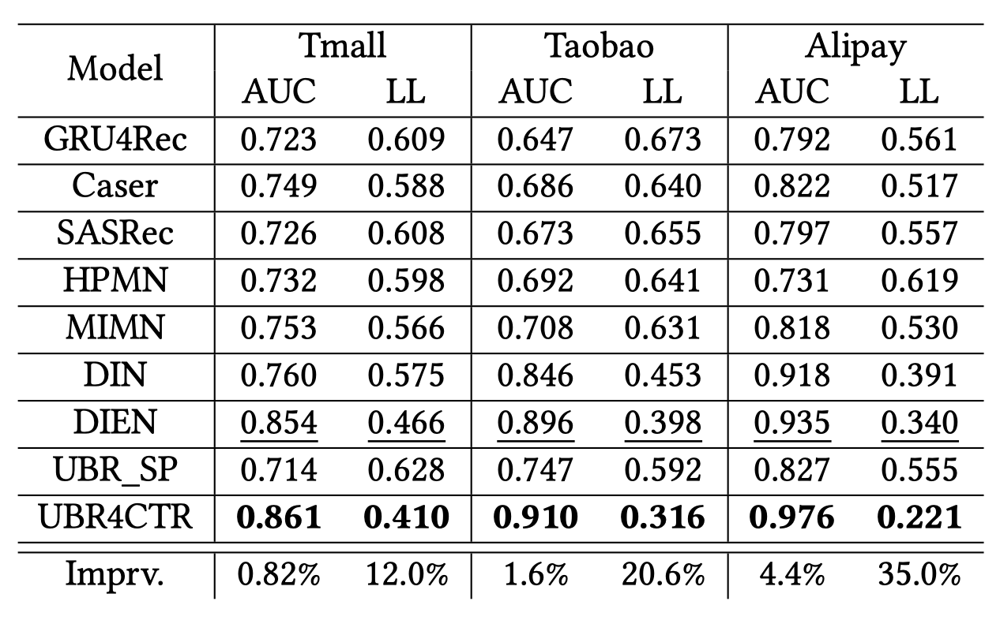 Model Tmall Taobao Alipay
AUC LL AUC LL AUC LL
GRU4Rec 0.723 0.609 0.647 0.673 0.792 0.561
Caser 0.749 0.588 0.686 0.640 0.822 0.517
SASRec 0.726 0.608 0.673 0.655 0.797 0.557
HPMN 0.732 0.598 0.692 0.641 0.731 0.619
MIMN 0.753 0.566 0.708 0.631 0.818 0.530
DIN 0.760 0.575 0.846 0.453 0.918 0.391
DIEN 0.854 0.466 0.896 0.398 0.935 0.340
UBR_SP 0.714 0.628 0.747 0.592 0.827 0.555
UBR4CTR 0.861 0.410 0.910 0.316 0.976 0.221
Imprv. 0.82% 12.0% 1.6% 20.6% 4.4% 35.0%